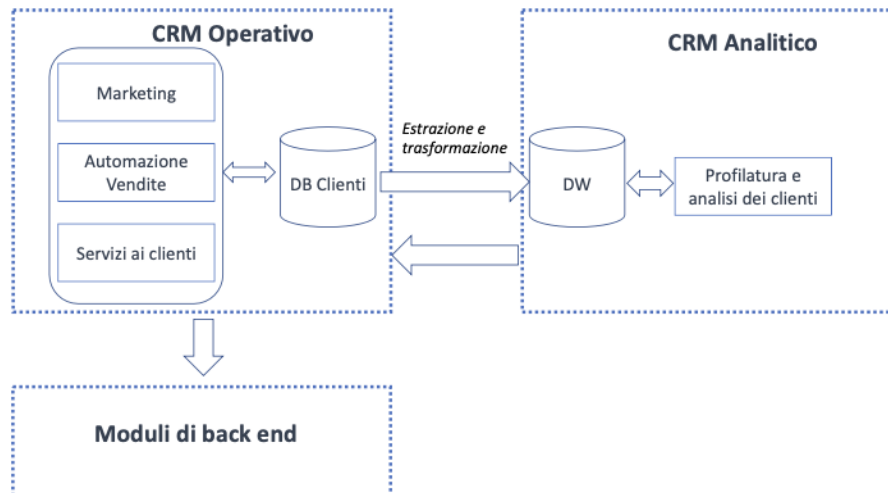 CRM Operativo
Marketing
Automazione
Vendite
Servizi ai clienti
DB Clienti
Estrazione e
trasformazione
CRM Analitico
DW
Profilatura e
analisi dei clienti
Moduli di back end